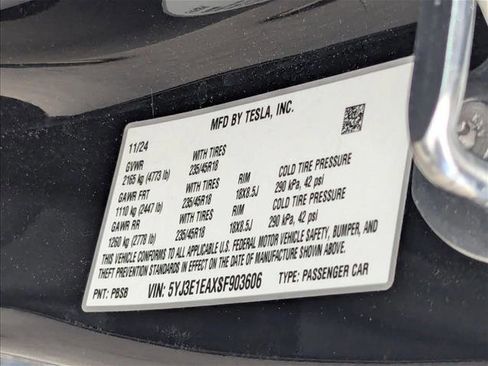 MFD BY TESLA, INC.
11/24
GVWR WITH TIRES RIM COLD TIRE PRESSURE
2165 kg (4773 lb) 235/45R18 18X8.5J 290 kPa, 42 psi
GAWR FRT WITH TIRES RIM COLD TIRE PRESSURE
1110 kg (2447 lb) 235/45R18 18X8.5J 290 kPa, 42 psi
GAWR RR
1260 kg (2778 lb)
THIS VEHICLE CONFORMS TO ALL APPLICABLE U.S. FEDERAL MOTOR VEHICLE SAFETY, BUMPER, AND
THEFT PREVENTION STANDARDS IN EFFECT ON THE DATE OF MANUFACTURE SHOWN ABOVE.
PNT: PBSB VIN: 5YJ3E1EAXSF903606 TYPE: PASSENGER CAR